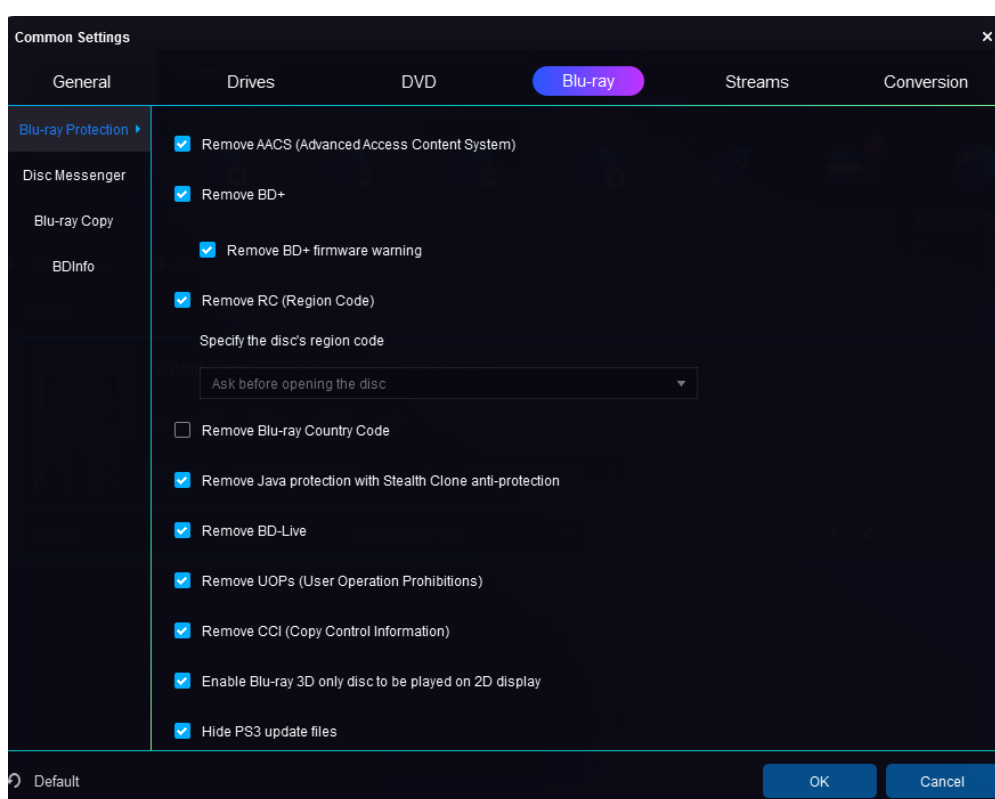 Common Settings
General
Drives
DVD
Blu-ray
Streams
Conversion
Blu-ray Protection
Disc Messenger
Blu-ray Copy
BDInfo
Remove AACS (Advanced Access Content System)
Remove BD+
Remove BD+ firmware warning
Remove RC (Region Code)
Specify the disc's region code
Ask before opening the disc
Remove Blu-ray Country Code
Remove Java protection with Stealth Clone anti-protection
Remove BD-Live
Remove UOPs (User Operation Prohibitions)
Remove CCI (Copy Control Information)
Enable Blu-ray 3D only disc to be played on 2D display
Hide PS3 update files
Default
OK
Cancel